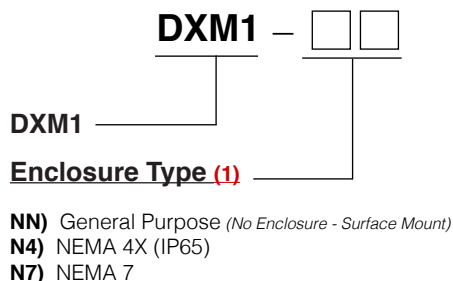 DXM1 –
DXM1
Enclosure Type (1)
NN) General Purpose (No Enclosure - Surface Mount)
N4) NEMA 4X (IP65)
N7) NEMA 7